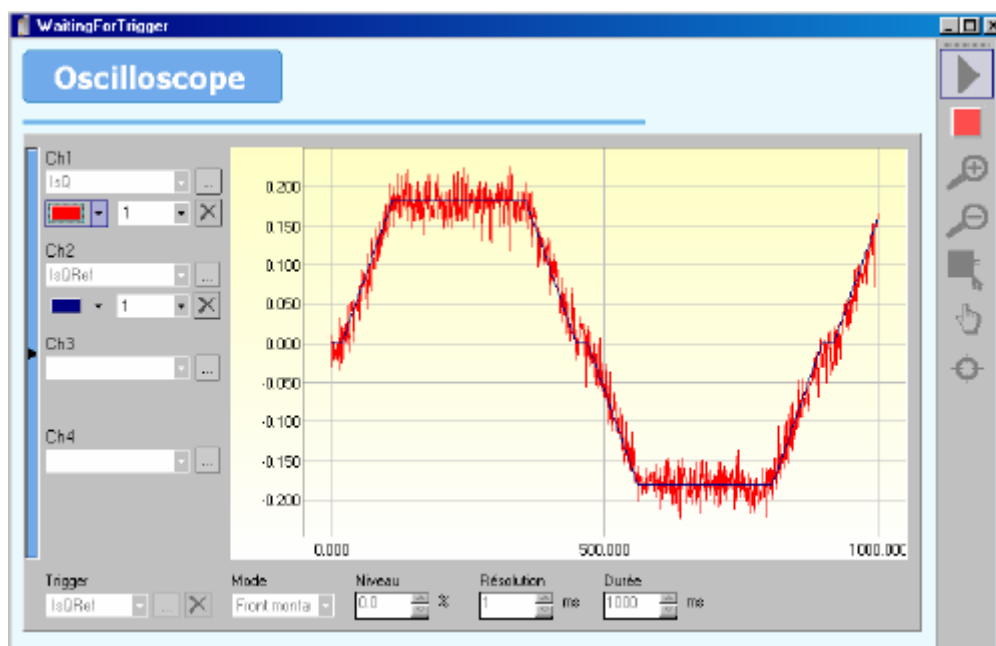 WaitingForTrigger
Oscilloscope
Ch1
IsQ
...
1
Ch2
IsQRef
...
1
Ch3
...
Ch4
...
0.200
0.150
0.100
0.050
0.000
-0.050
-0.100
-0.150
-0.200
0.000 500.000 1000.000
Trigger Mode Niveau Résolution Durée
IsQRef ... Front monta 0.0 % 1 ms 1000 ms